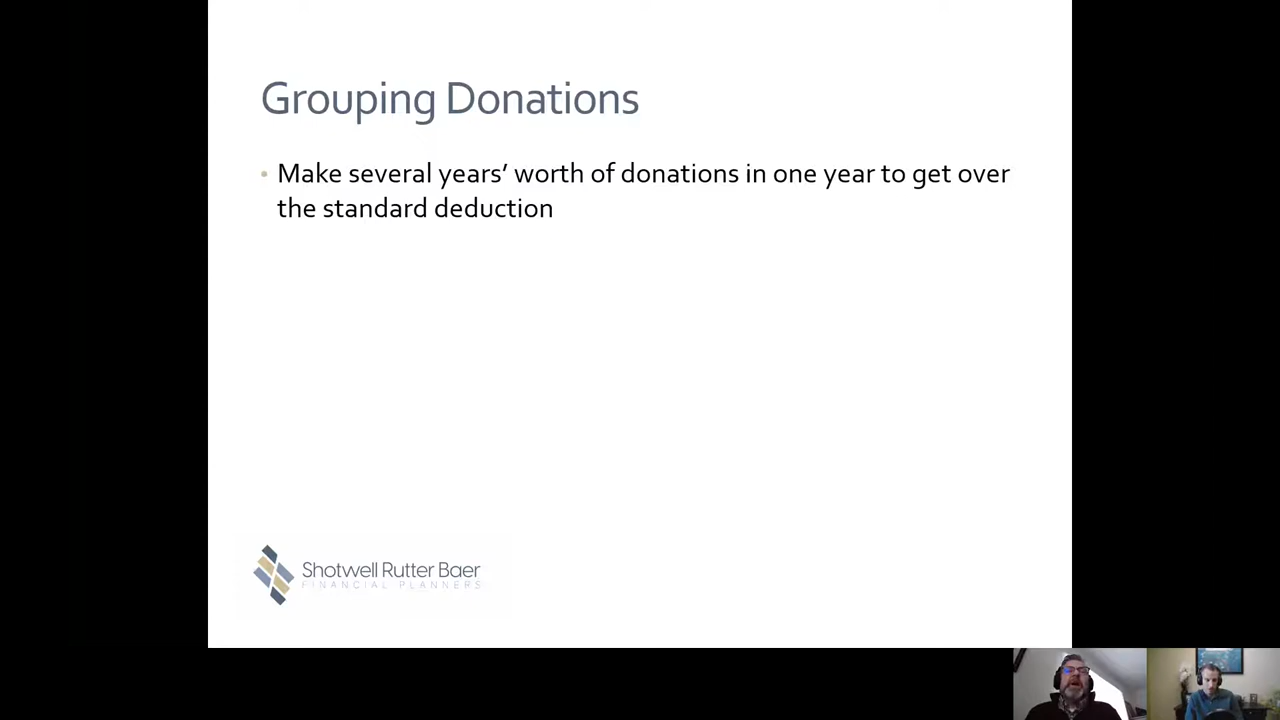 Grouping Donations
• Make several years’ worth of donations in one year to get over
the standard deduction
Shotwell Rutter Baer
FINANCIAL PLANNERS